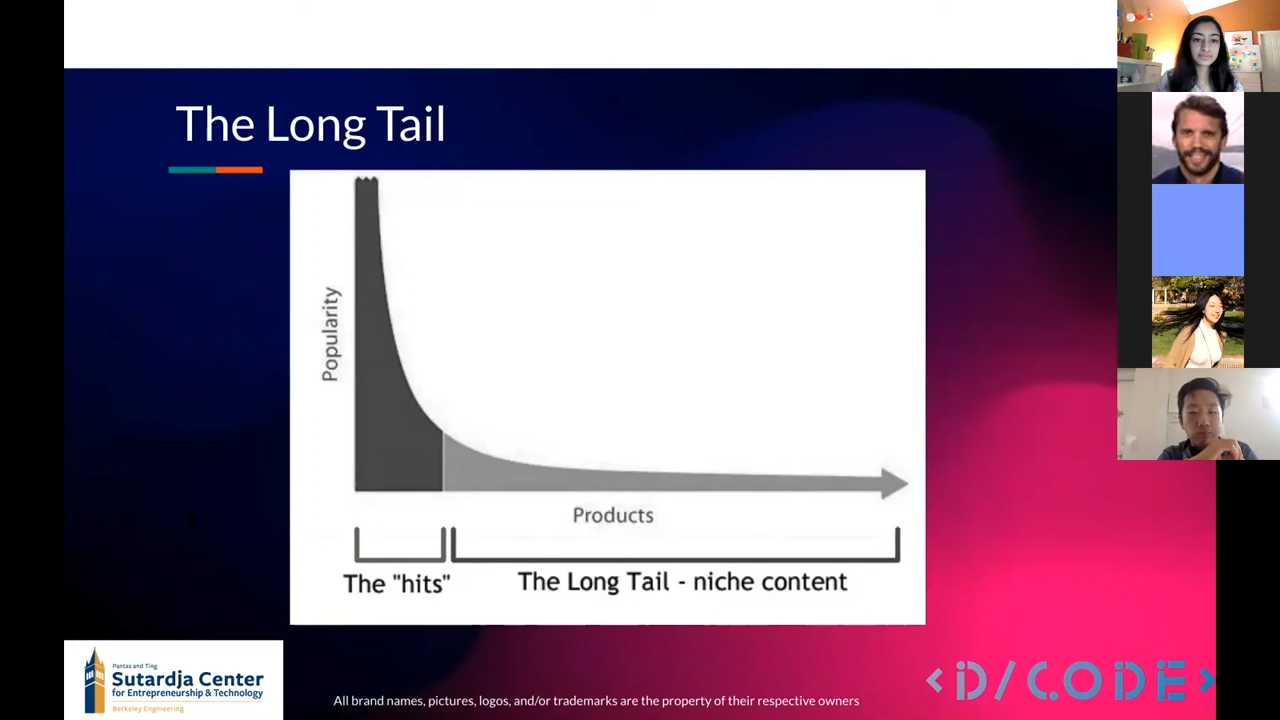 The Long Tail
Popularity
Products
The "hits"
The Long Tail - niche content
Pantas and Ting
Sutardja Center
for Entrepreneurship & Technology
Berkeley Engineering
All brand names, pictures, logos, and/or trademarks are the property of their respective owners
<D/CODE>